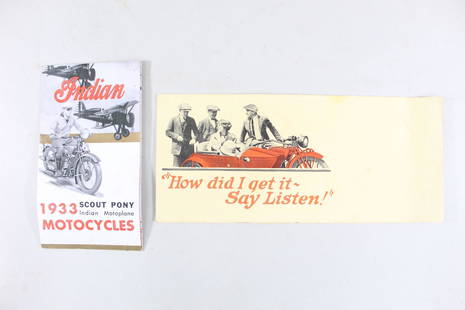 Indian
1933 SCOUT PONY
Indian Motoplane
MOTOCYCLES
"How did I get it~
Say Listen!"